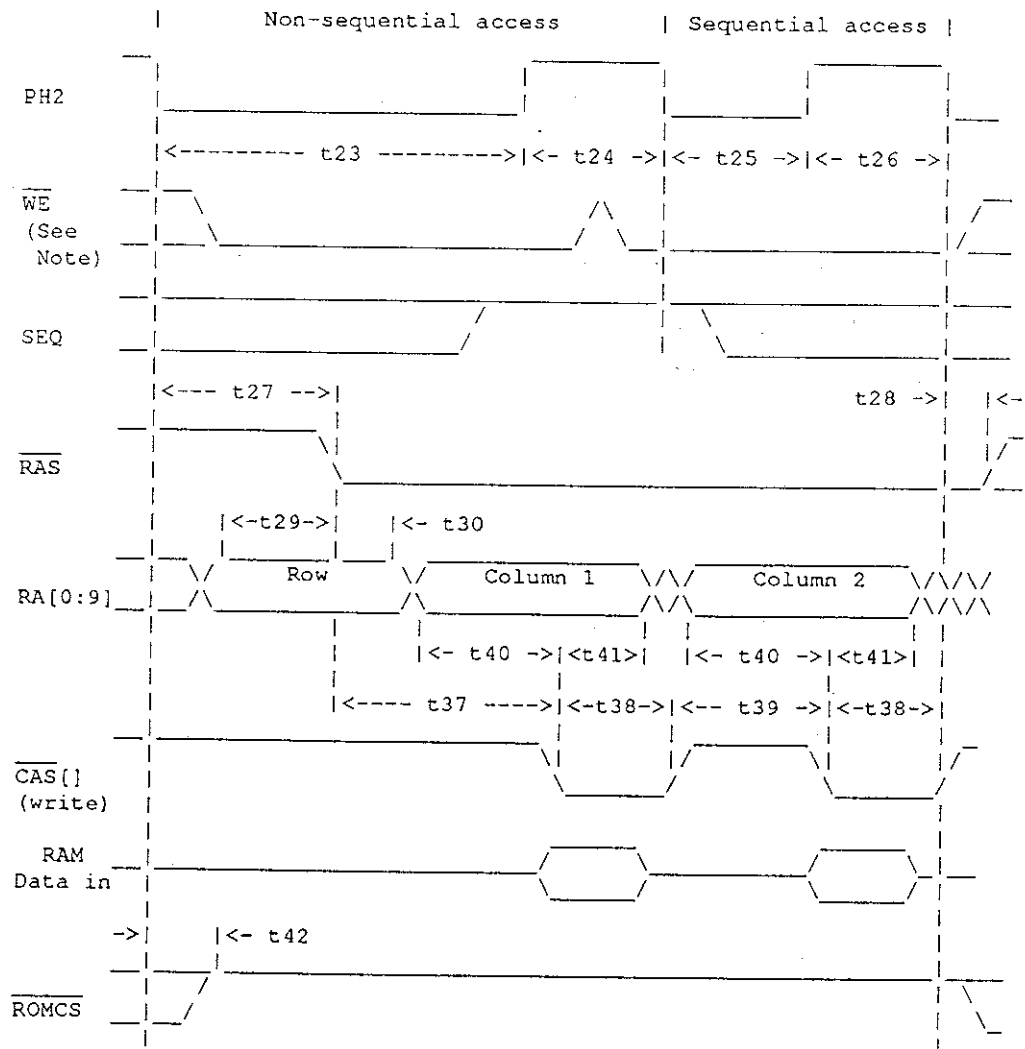 Non-sequential access | Sequential access
PH2
t23 t24 t25 t26
WE
(See
Note)
SEQ
t27 t28
RAS
t29 t30
Row Column 1 Column 2
RA[0:9]
t40 t41 t40 t41
t37 t38 t39 t38
CAS[]
(write)
RAM
Data in
t42
ROMCS